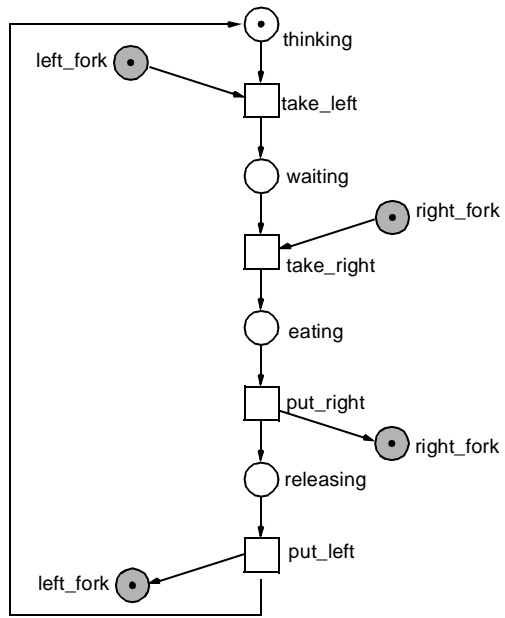 thinking
left_fork
take_left
waiting
right_fork
take_right
eating
put_right
right_fork
releasing
put_left
left_fork